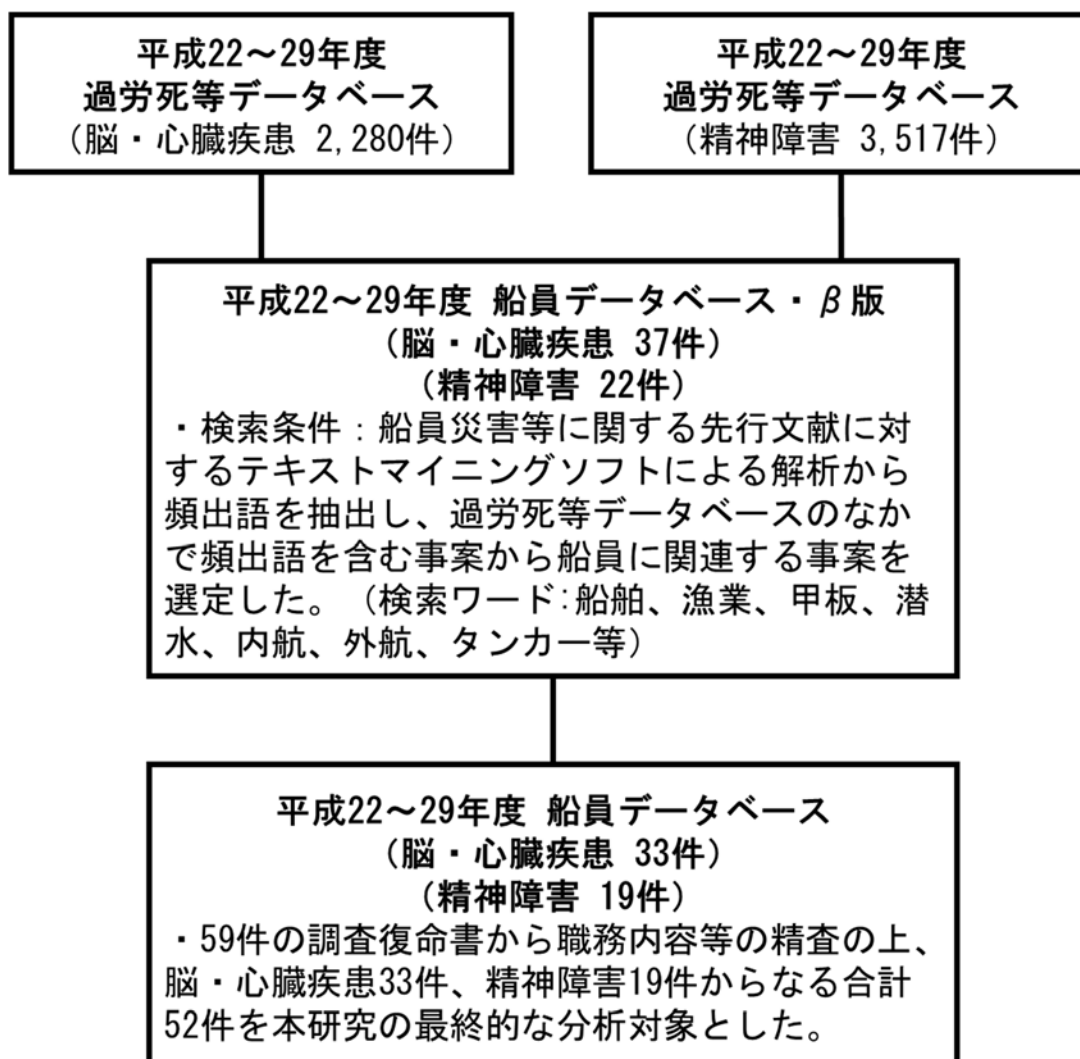 平成22～29年度
過労死等データベース
（脳・心臓疾患 2,280件）
平成22～29年度
過労死等データベース
（精神障害 3,517件）
平成22～29年度 船員データベース・β版
（脳・心臓疾患 37件）
（精神障害 22件）
・検索条件：船員災害等に関する先行文献に対
するテキストマイニングソフトによる解析から
頻出語を抽出し、過労死等データベースのなか
で頻出語を含む事案から船員に関連する事案を
選定した。（検索ワード:船舶、漁業、甲板、潜
水、内航、外航、タンカー等）
平成22～29年度 船員データベース
（脳・心臓疾患 33件）
（精神障害 19件）
・59件の調査復命書から職務内容等の精査の上、
脳・心臓疾患33件、精神障害19件からなる合計
52件を本研究の最終的な分析対象とした。